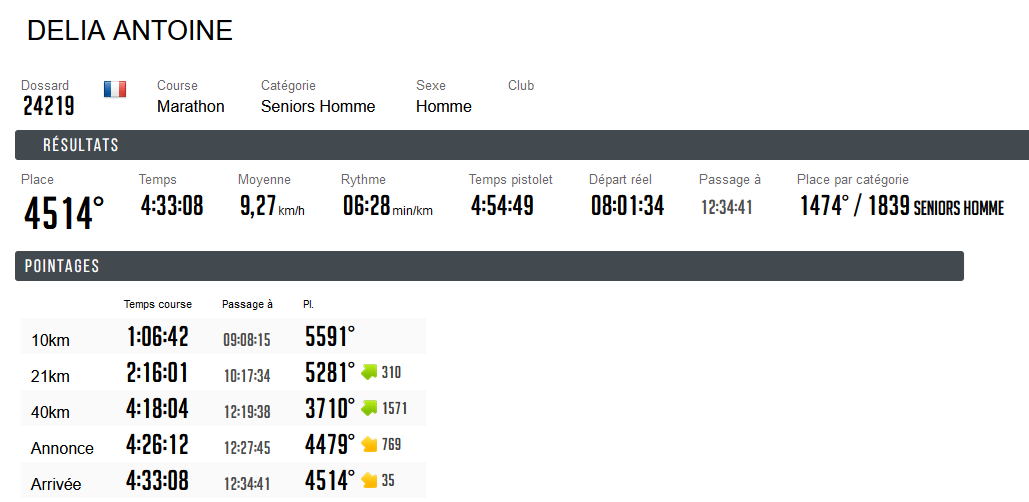 DELIA ANTOINE
Dossard Course Catégorie Sexe Club
24219 Marathon Seniors Homme Homme
RÉSULTATS
Place Temps Moyenne Rythme Temps pistolet Départ réel Passage à Place par catégorie
4514° 4:33:08 9,27 km/h 06:28 min/km 4:54:49 08:01:34 12:34:41 1474° / 1839 SENIORS HOMME
POINTAGES
Temps course Passage à Pl.
10km 1:06:42 09:08:15 5591°
21km 2:16:01 10:17:34 5281° 310
40km 4:18:04 12:19:38 3710° 1571
Annonce 4:26:12 12:27:45 4479° 769
Arrivée 4:33:08 12:34:41 4514° 35